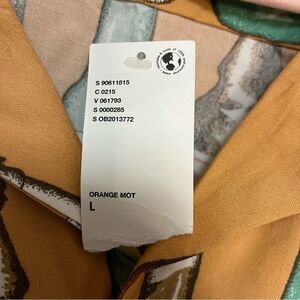 S 90611815
C 0215
V 061793
S 0000285
S OB2013772
ORANGE MOT
L